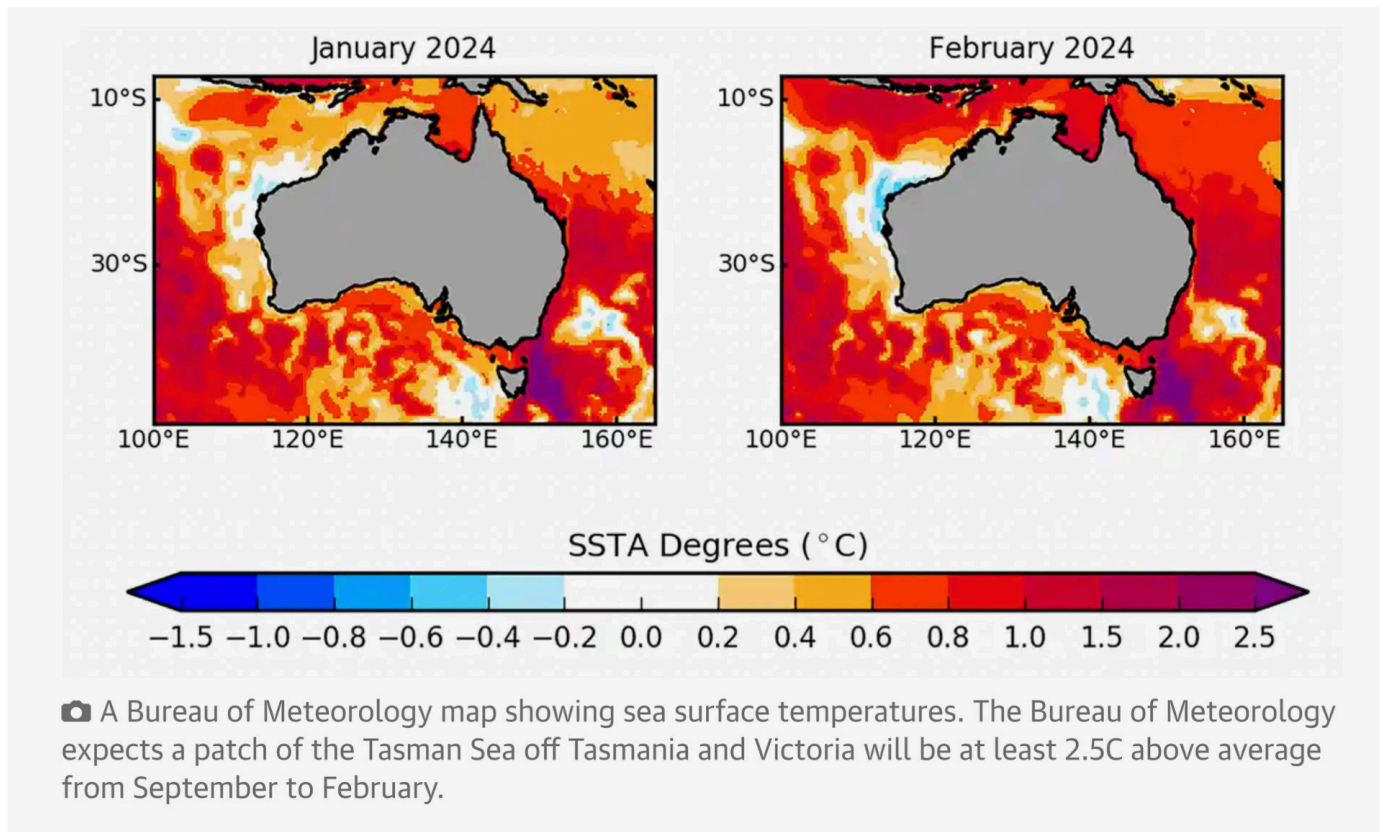 January 2024
February 2024
10°S
30°S
100°E 120°E 140°E 160°E
10°S
30°S
100°E 120°E 140°E 160°E
SSTA Degrees (°C)
−1.5 −1.0 −0.8 −0.6 −0.4 −0.2 0.0 0.2 0.4 0.6 0.8 1.0 1.5 2.0 2.5
A Bureau of Meteorology map showing sea surface temperatures. The Bureau of Meteorology
expects a patch of the Tasman Sea off Tasmania and Victoria will be at least 2.5C above average
from September to February.